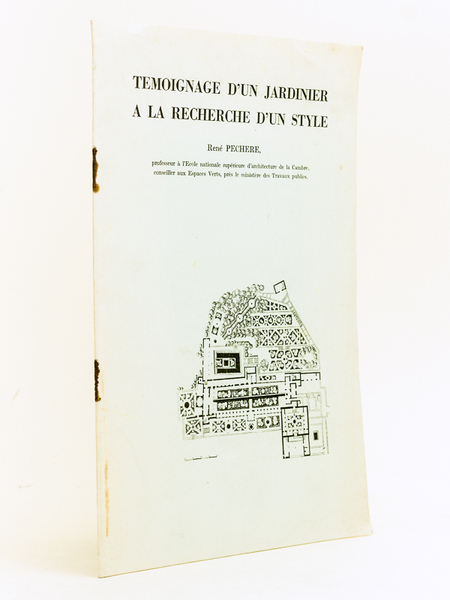 TEMOIGNAGE D'UN JARDINIER
A LA RECHERCHE D'UN STYLE
René PECHERE,
professeur à l'Ecole nationale supérieure d'architecture de la Cambre,
conseiller aux Espaces Verts, près le ministère des Travaux publics.